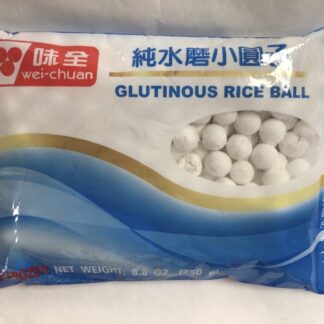 味全
wei-chuan
純水磨小圓子
GLUTINOUS RICE BALL
NET WEIGHT: 8.8 OZ (250 g)